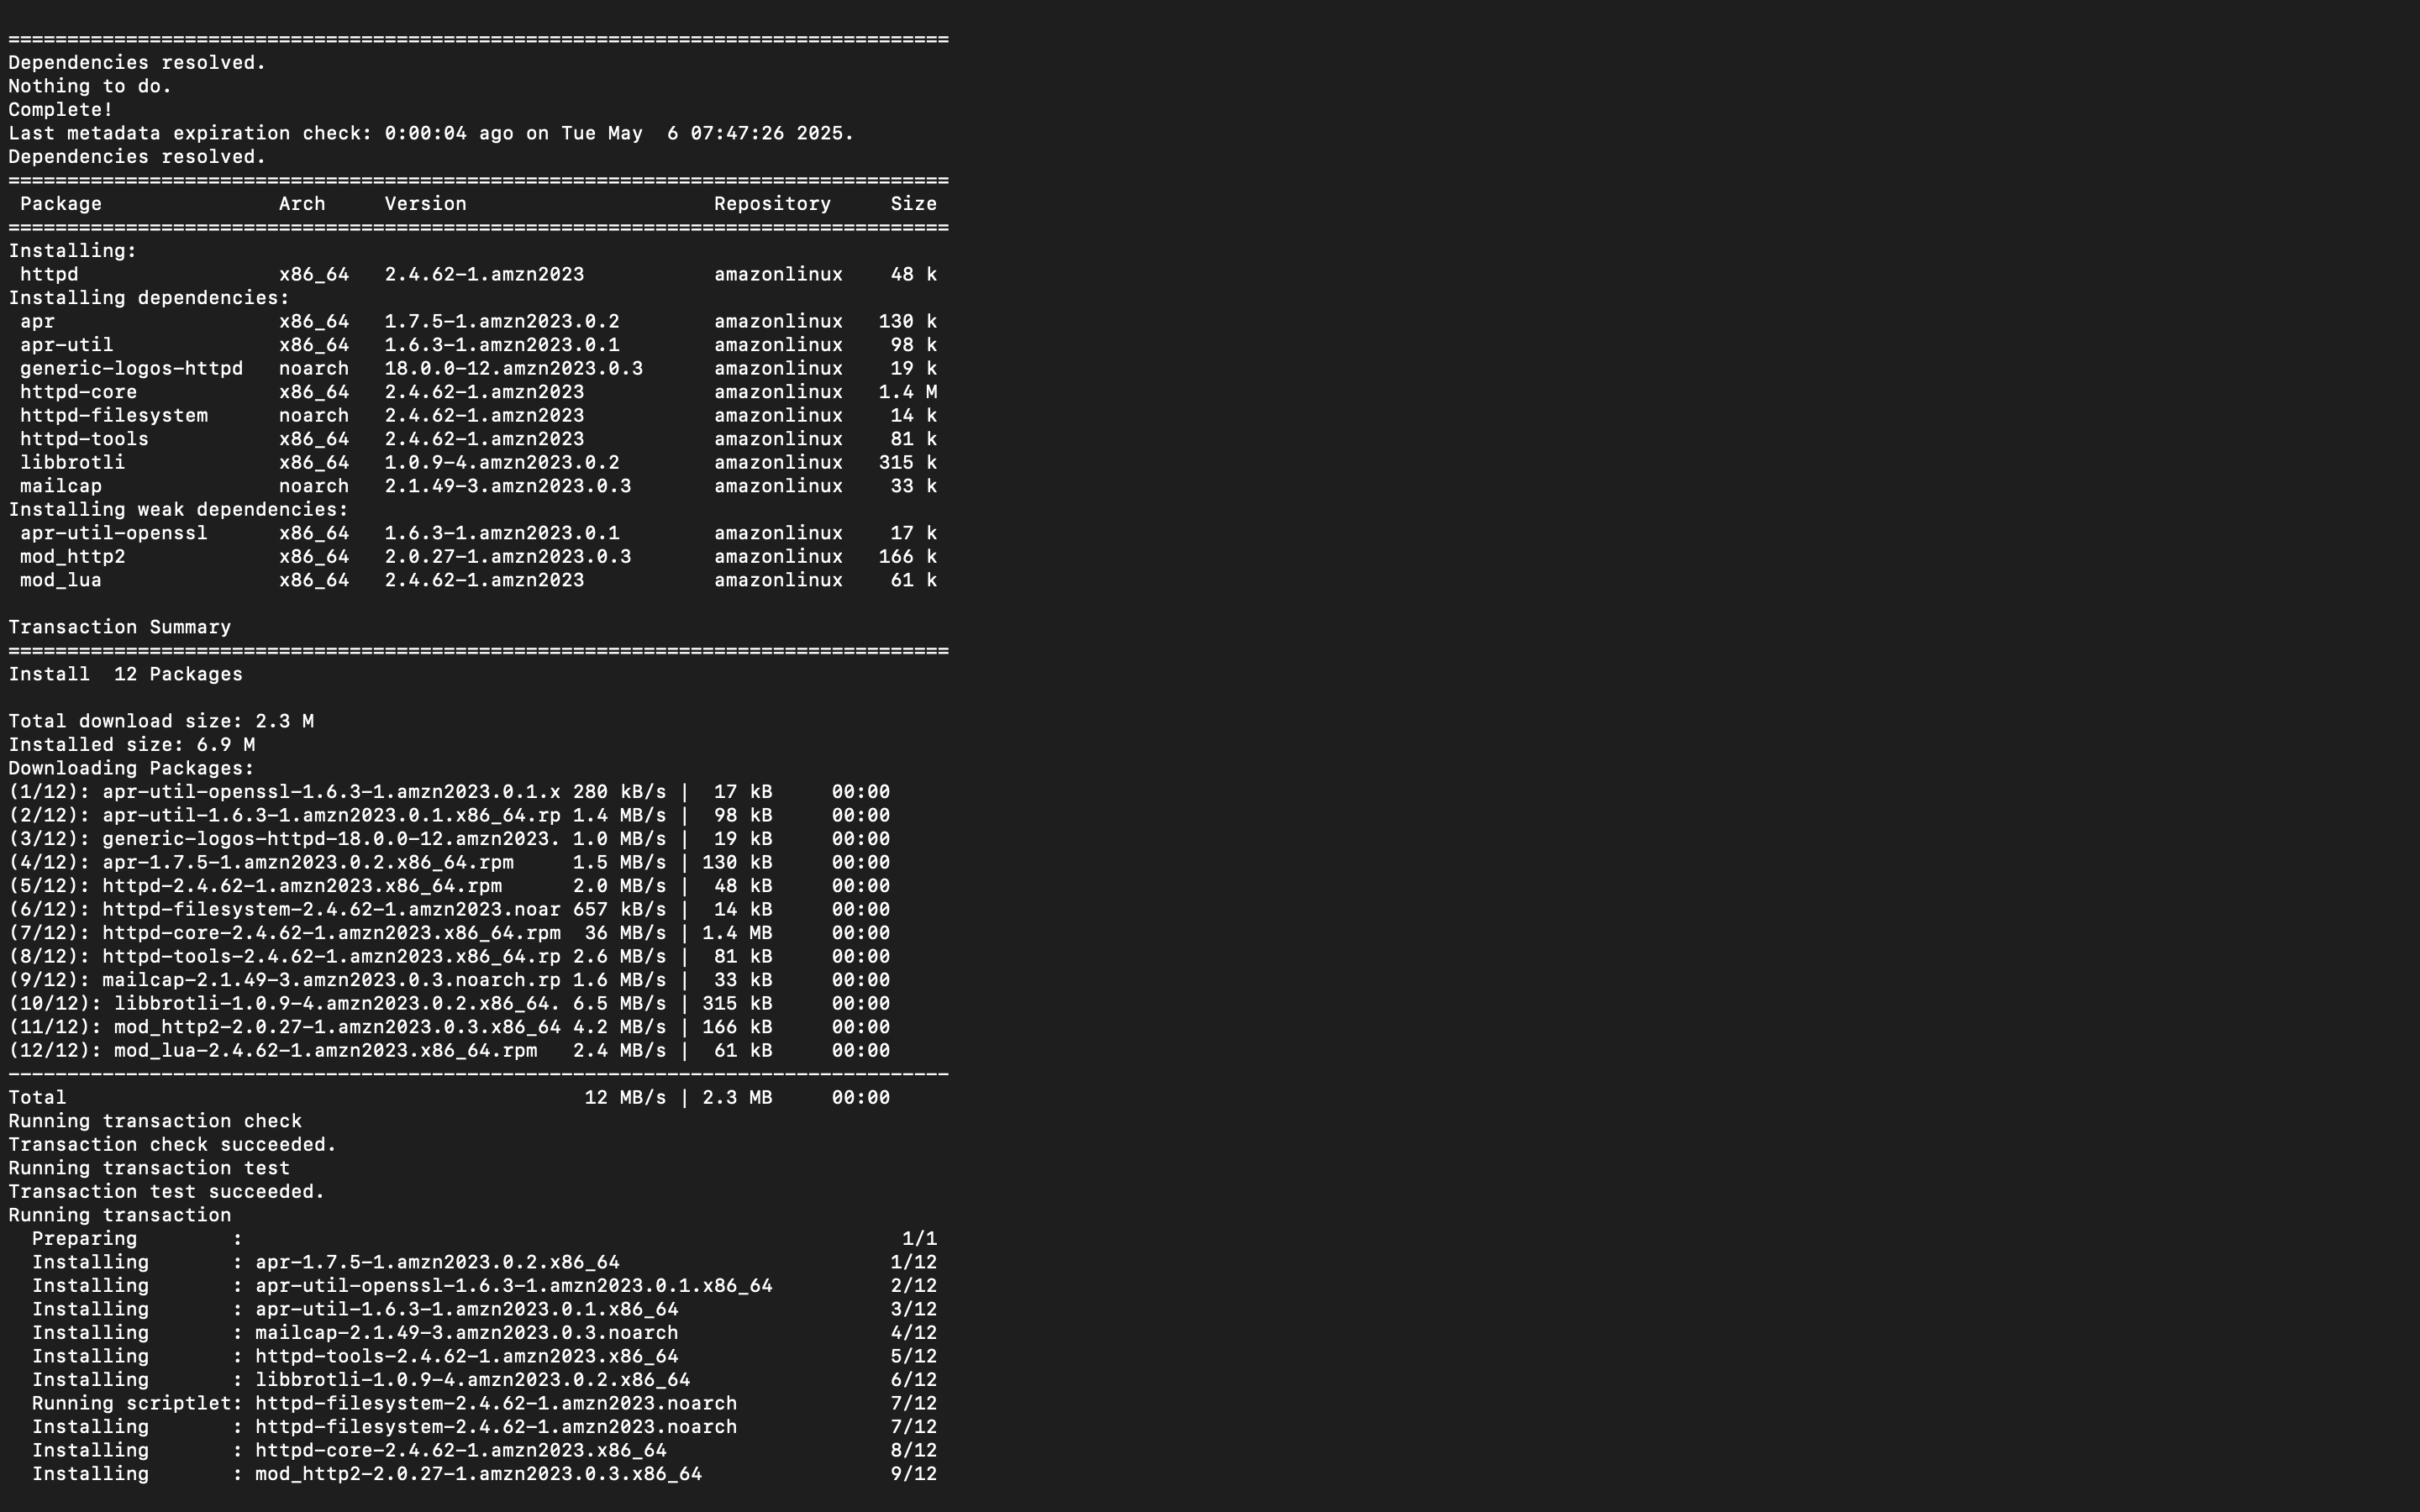 ================================================================================
Dependencies resolved.
Nothing to do.
Complete!
Last metadata expiration check: 0:00:04 ago on Tue May  6 07:47:26 2025.
Dependencies resolved.
================================================================================
 Package               Arch     Version                     Repository     Size
================================================================================
Installing:
 httpd                 x86_64   2.4.62-1.amzn2023           amazonlinux    48 k
Installing dependencies:
 apr                   x86_64   1.7.5-1.amzn2023.0.2        amazonlinux   130 k
 apr-util              x86_64   1.6.3-1.amzn2023.0.1        amazonlinux    98 k
 generic-logos-httpd   noarch   18.0.0-12.amzn2023.0.3      amazonlinux    19 k
 httpd-core            x86_64   2.4.62-1.amzn2023           amazonlinux   1.4 M
 httpd-filesystem      noarch   2.4.62-1.amzn2023           amazonlinux    14 k
 httpd-tools           x86_64   2.4.62-1.amzn2023           amazonlinux    81 k
 libbrotli             x86_64   1.0.9-4.amzn2023.0.2        amazonlinux   315 k
 mailcap               noarch   2.1.49-3.amzn2023.0.3       amazonlinux    33 k
Installing weak dependencies:
 apr-util-openssl      x86_64   1.6.3-1.amzn2023.0.1        amazonlinux    17 k
 mod_http2             x86_64   2.0.27-1.amzn2023.0.3       amazonlinux   166 k
 mod_lua               x86_64   2.4.62-1.amzn2023           amazonlinux    61 k

Transaction Summary
================================================================================
Install  12 Packages

Total download size: 2.3 M
Installed size: 6.9 M
Downloading Packages:
(1/12): apr-util-openssl-1.6.3-1.amzn2023.0.1.x 280 kB/s |  17 kB     00:00
(2/12): apr-util-1.6.3-1.amzn2023.0.1.x86_64.rp 1.4 MB/s |  98 kB     00:00
(3/12): generic-logos-httpd-18.0.0-12.amzn2023. 1.0 MB/s |  19 kB     00:00
(4/12): apr-1.7.5-1.amzn2023.0.2.x86_64.rpm     1.5 MB/s | 130 kB     00:00
(5/12): httpd-2.4.62-1.amzn2023.x86_64.rpm      2.0 MB/s |  48 kB     00:00
(6/12): httpd-filesystem-2.4.62-1.amzn2023.noar 657 kB/s |  14 kB     00:00
(7/12): httpd-core-2.4.62-1.amzn2023.x86_64.rpm  36 MB/s | 1.4 MB     00:00
(8/12): httpd-tools-2.4.62-1.amzn2023.x86_64.rp 2.6 MB/s |  81 kB     00:00
(9/12): mailcap-2.1.49-3.amzn2023.0.3.noarch.rp 1.6 MB/s |  33 kB     00:00
(10/12): libbrotli-1.0.9-4.amzn2023.0.2.x86_64. 6.5 MB/s | 315 kB     00:00
(11/12): mod_http2-2.0.27-1.amzn2023.0.3.x86_64 4.2 MB/s | 166 kB     00:00
(12/12): mod_lua-2.4.62-1.amzn2023.x86_64.rpm   2.4 MB/s |  61 kB     00:00
--------------------------------------------------------------------------------
Total                                            12 MB/s | 2.3 MB     00:00
Running transaction check
Transaction check succeeded.
Running transaction test
Transaction test succeeded.
Running transaction
  Preparing        :                                                        1/1
  Installing       : apr-1.7.5-1.amzn2023.0.2.x86_64                       1/12
  Installing       : apr-util-openssl-1.6.3-1.amzn2023.0.1.x86_64          2/12
  Installing       : apr-util-1.6.3-1.amzn2023.0.1.x86_64                  3/12
  Installing       : mailcap-2.1.49-3.amzn2023.0.3.noarch                  4/12
  Installing       : httpd-tools-2.4.62-1.amzn2023.x86_64                  5/12
  Installing       : libbrotli-1.0.9-4.amzn2023.0.2.x86_64                 6/12
  Running scriptlet: httpd-filesystem-2.4.62-1.amzn2023.noarch             7/12
  Installing       : httpd-filesystem-2.4.62-1.amzn2023.noarch             7/12
  Installing       : httpd-core-2.4.62-1.amzn2023.x86_64                   8/12
  Installing       : mod_http2-2.0.27-1.amzn2023.0.3.x86_64                9/12